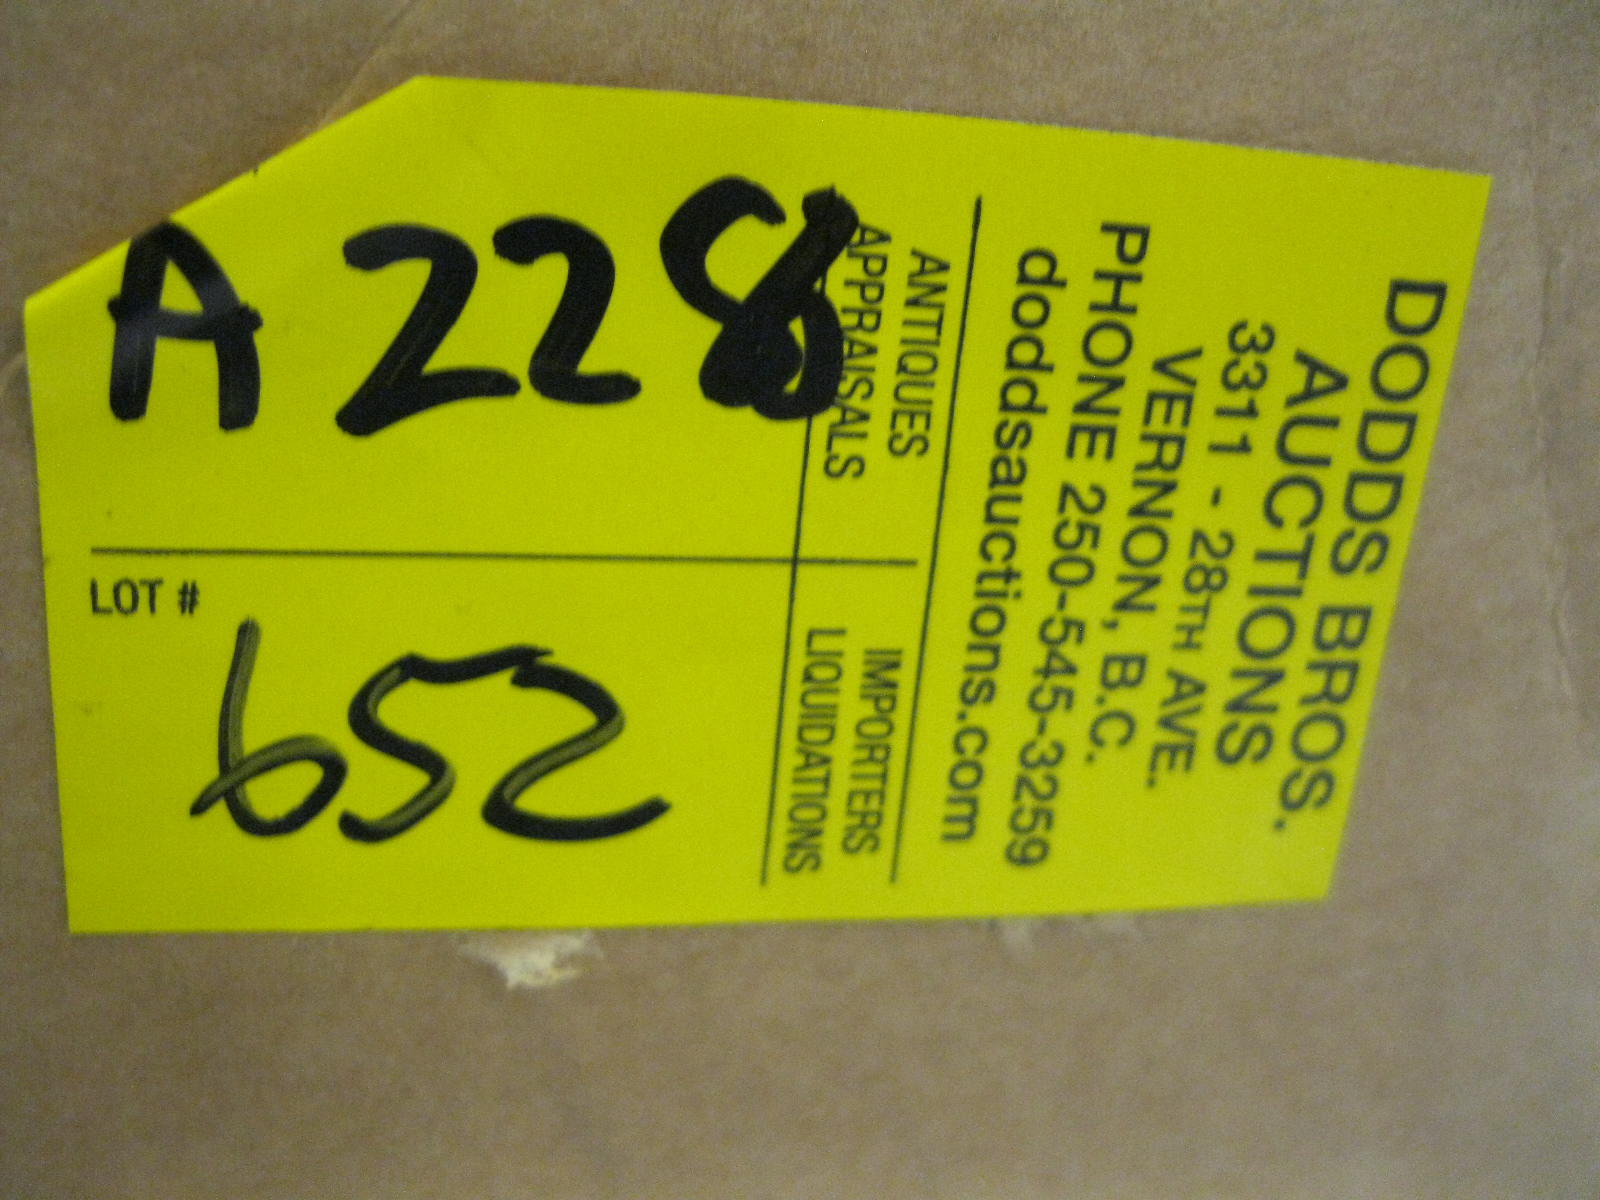 DODDS BROS.
AUCTIONS
3311 - 28TH AVE.
VERNON, B.C.
PHONE 250-545-3259
doddsauctions.com
ANTIQUES
APPRAISALS
IMPORTERS
LIQUIDATIONS
A 228
LOT #
652